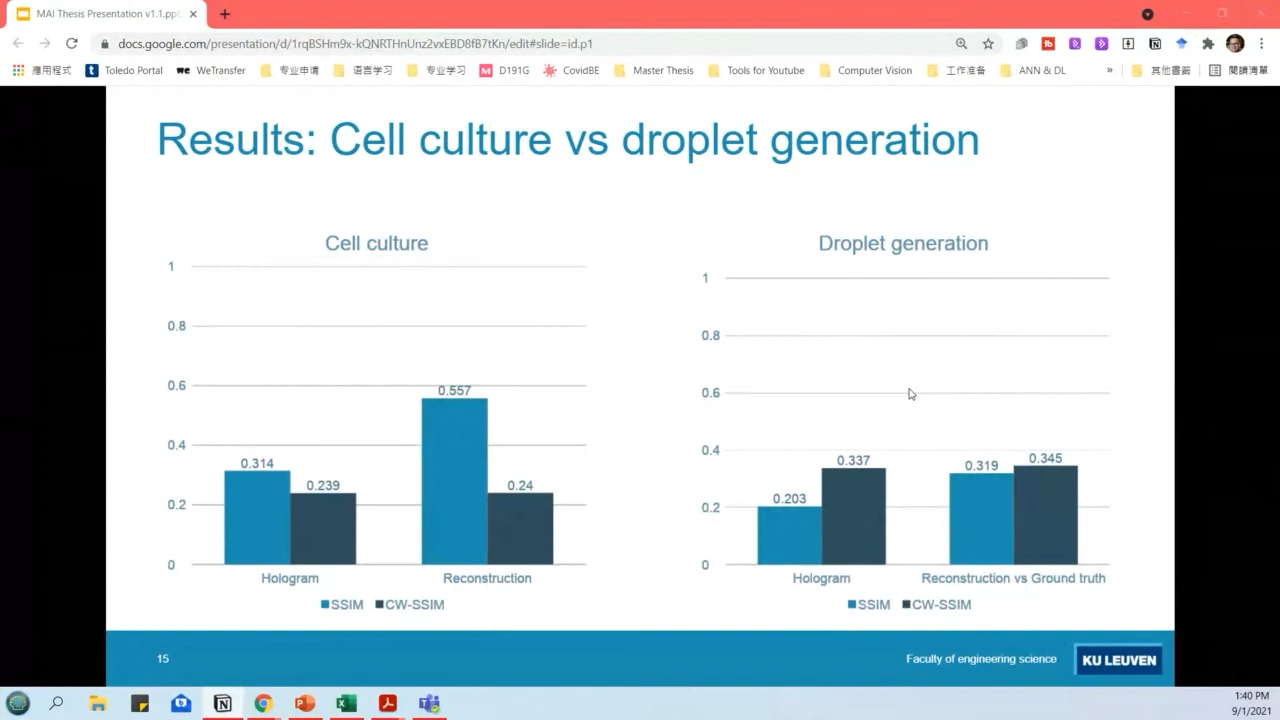 MAI Thesis Presentation v1.1.pp
docs.google.com/presentation/d/1rqBSHm9x-kQNRTHnUnz2vxEBD8fB7tKn/edit#slide=id.p1
應用程式 Toledo Portal WeTransfer 专业申请 语言学习 专业学习 D191G CovidBE Master Thesis Tools for Youtube Computer Vision 工作准备 ANN & DL » 其他書籤 閱讀清單
Results: Cell culture vs droplet generation
Cell culture
1
0.8
0.6
0.4
0.2
0
0.314
0.239
0.557
0.24
Hologram
Reconstruction
SSIM CW-SSIM
Droplet generation
1
0.8
0.6
0.4
0.2
0
0.203
0.337
0.319
0.345
Hologram
Reconstruction vs Ground truth
SSIM CW-SSIM
15
Faculty of engineering science
KU LEUVEN
1:40 PM
9/1/2021